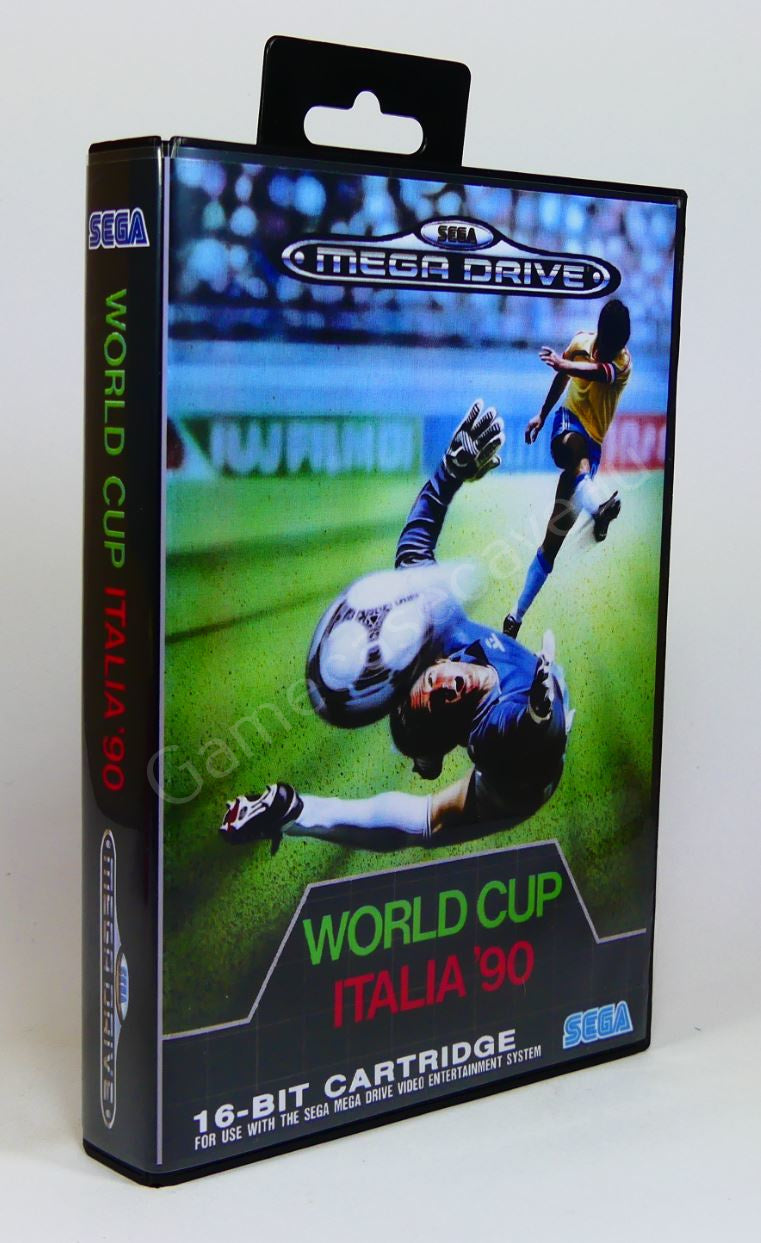 SEGA
WORLD CUP ITALIA '90
SEGA
MEGA DRIVE
SEGA
MEGA DRIVE
WORLD CUP
ITALIA '90
SEGA
16-BIT CARTRIDGE
FOR USE WITH THE SEGA MEGA DRIVE VIDEO ENTERTAINMENT SYSTEM